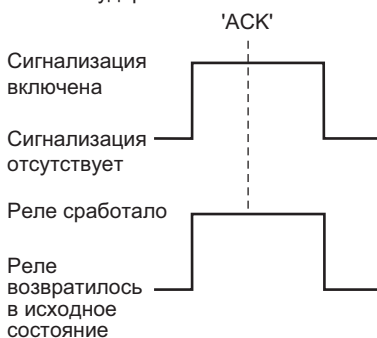 'ACK'
Сигнализация
включена
Сигнализация
отсутствует
Реле сработало
Реле
возвратилось
в исходное
состояние